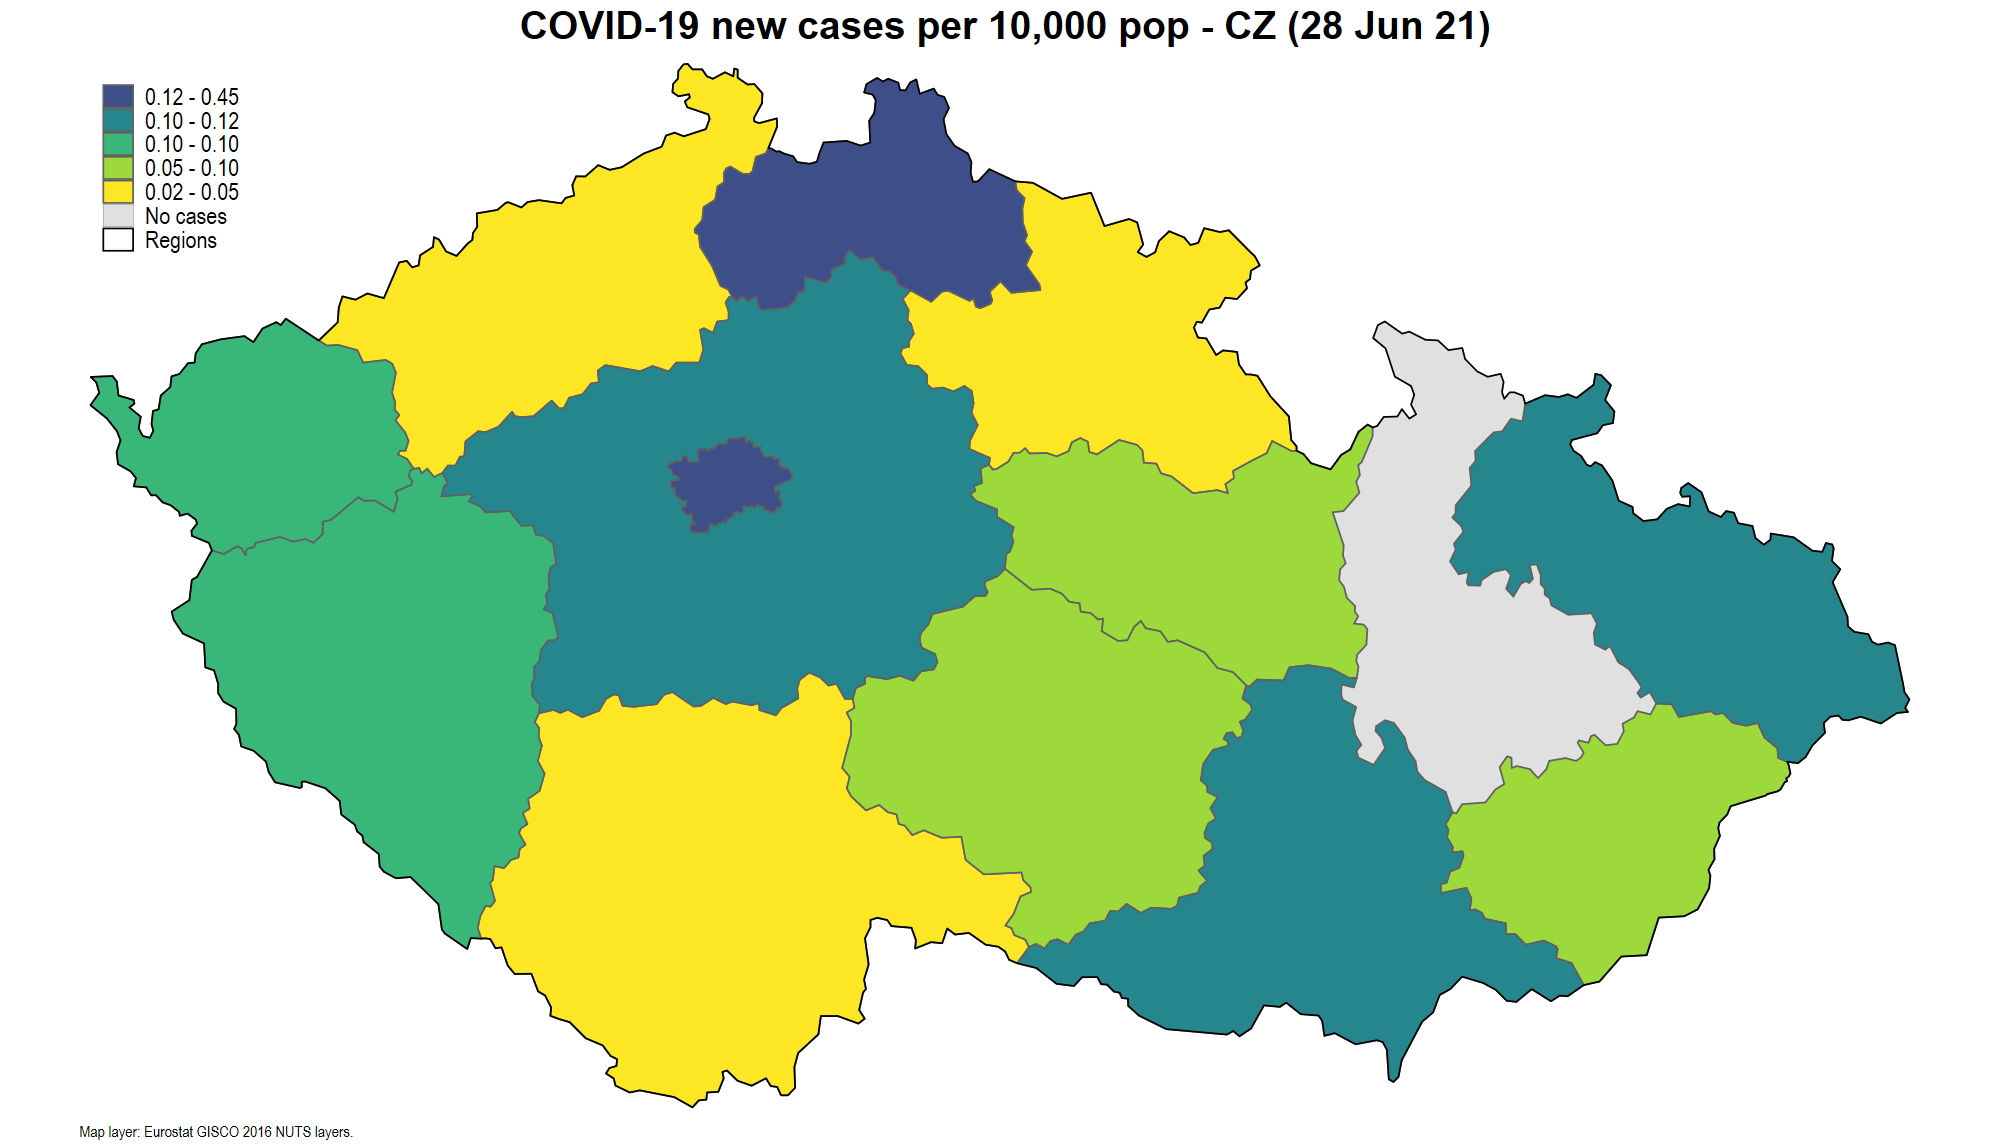 COVID-19 new cases per 10,000 pop - CZ (28 Jun 21)
0.12 - 0.45
0.10 - 0.12
0.10 - 0.10
0.05 - 0.10
0.02 - 0.05
No cases
Regions
Map layer: Eurostat GISCO 2016 NUTS layers.